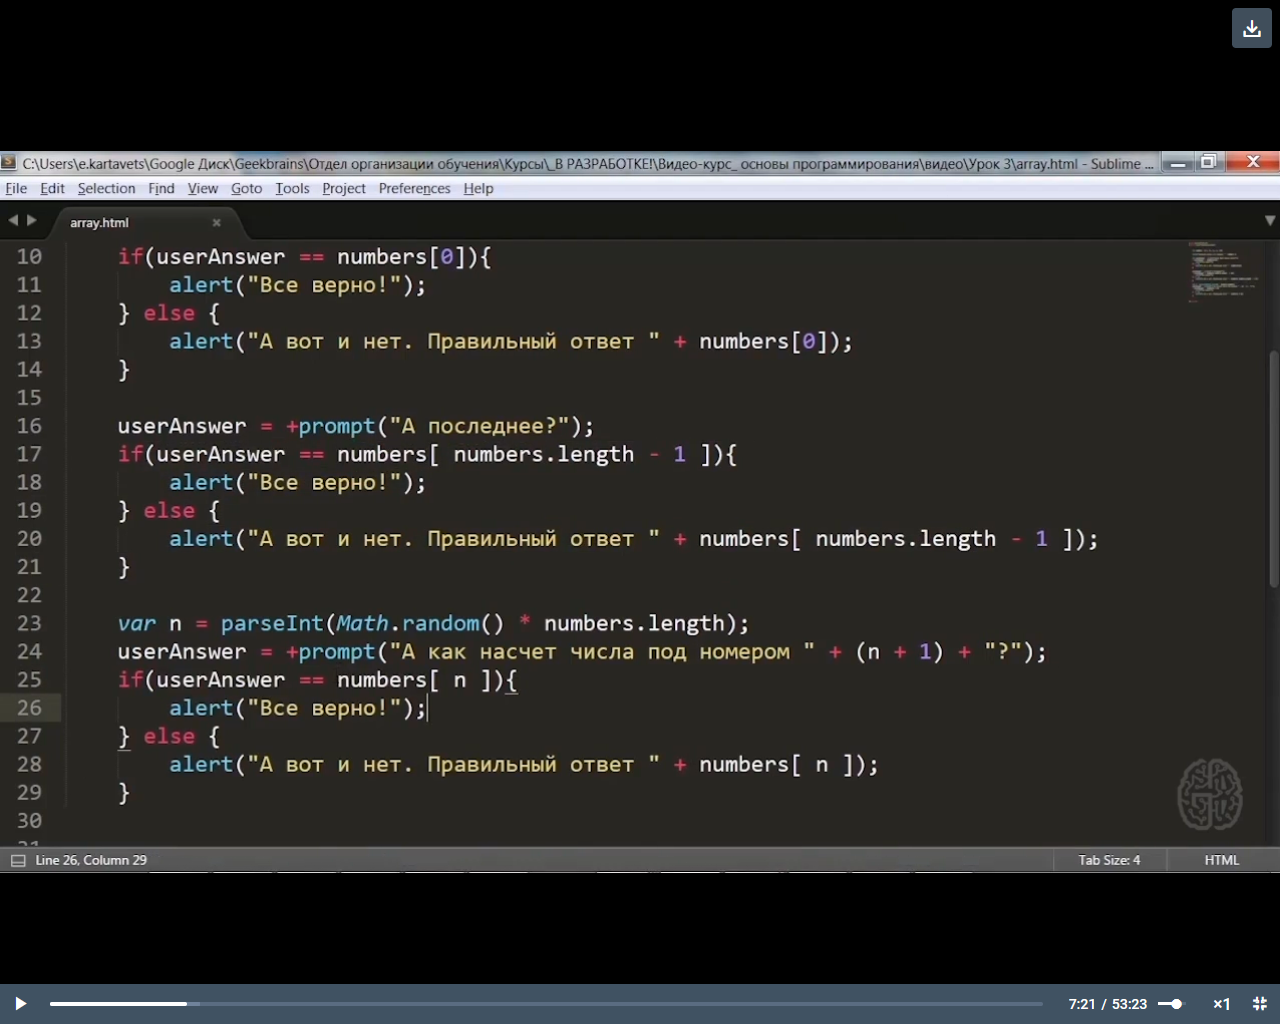 C:\Users\e.kartavets\Google Диск\Geekbrains\Отдел организации обучения\Курсы\_В РАЗРАБОТКЕ!\Видео-курс_ основы программирования\видео\Урок 3\array.html - Sublime ...
File Edit Selection Find View Goto Tools Project Preferences Help
array.html
10 if(userAnswer == numbers[0]){
11 alert("Все верно!");
12 } else {
13 alert("А вот и нет. Правильный ответ " + numbers[0]);
14 }
15
16 userAnswer = +prompt("А последнее?");
17 if(userAnswer == numbers[ numbers.length - 1 ]){
18 alert("Все верно!");
19 } else {
20 alert("А вот и нет. Правильный ответ " + numbers[ numbers.length - 1 ]);
21 }
22
23 var n = parseInt(Math.random() * numbers.length);
24 userAnswer = +prompt("А как насчет числа под номером " + (n + 1) + "?");
25 if(userAnswer == numbers[ n ]){
26 alert("Все верно!");
27 } else {
28 alert("А вот и нет. Правильный ответ " + numbers[ n ]);
29 }
30
Line 26, Column 29 Tab Size: 4 HTML
7:21 / 53:23 ×1